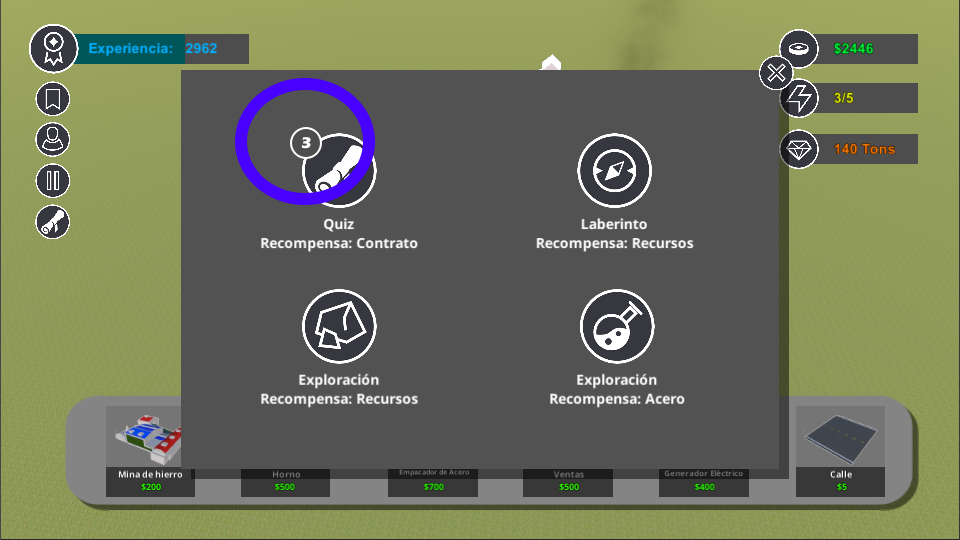 Experiencia: 2962
$2446
3/5
140 Tons
3
Quiz
Recompensa: Contrato
Laberinto
Recompensa: Recursos
Exploración
Recompensa: Recursos
Exploración
Recompensa: Acero
Mina de hierro
$200
Horno
$500
Empacador de Acero
$700
Ventas
$500
Generador Eléctrico
$400
Calle
$5